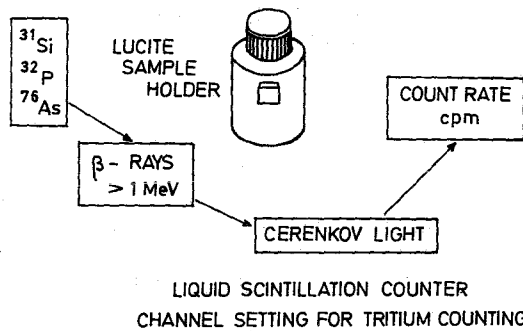 ³¹Si
³²P
⁷⁶As
LUCITE
SAMPLE
HOLDER
β- RAYS
> 1 MeV
CERENKOV LIGHT
COUNT RATE
cpm
LIQUID SCINTILLATION COUNTER
CHANNEL SETTING FOR TRITIUM COUNTING